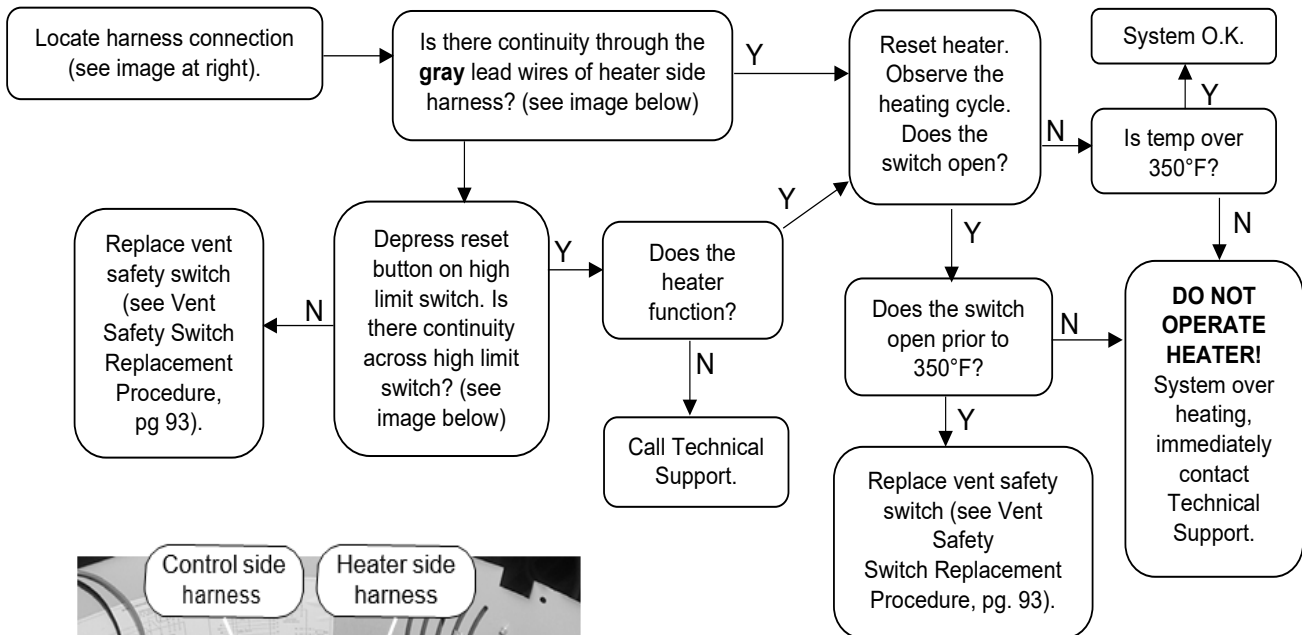 Locate harness connection
(see image at right).
Is there continuity through the
gray lead wires of heater side
harness? (see image below)
Y
Reset heater.
Observe the
heating cycle.
Does the
switch open?
N
System O.K.
Y
Is temp over
350°F?
N
Replace vent
safety switch
(see Vent
Safety Switch
Replacement
Procedure,
pg 93).
N
Depress reset
button on high
limit switch. Is
there continuity
across high limit
switch? (see
image below)
Y
Does the
heater
function?
Y
N
Call Technical
Support.
Y
Does the switch
open prior to
350°F?
N
Y
Replace vent safety
switch (see Vent
Safety
Switch Replacement
Procedure, pg. 93).
DO NOT
OPERATE
HEATER!
System over
heating,
immediately
contact
Technical
Support.
Control side
harness
Heater side
harness